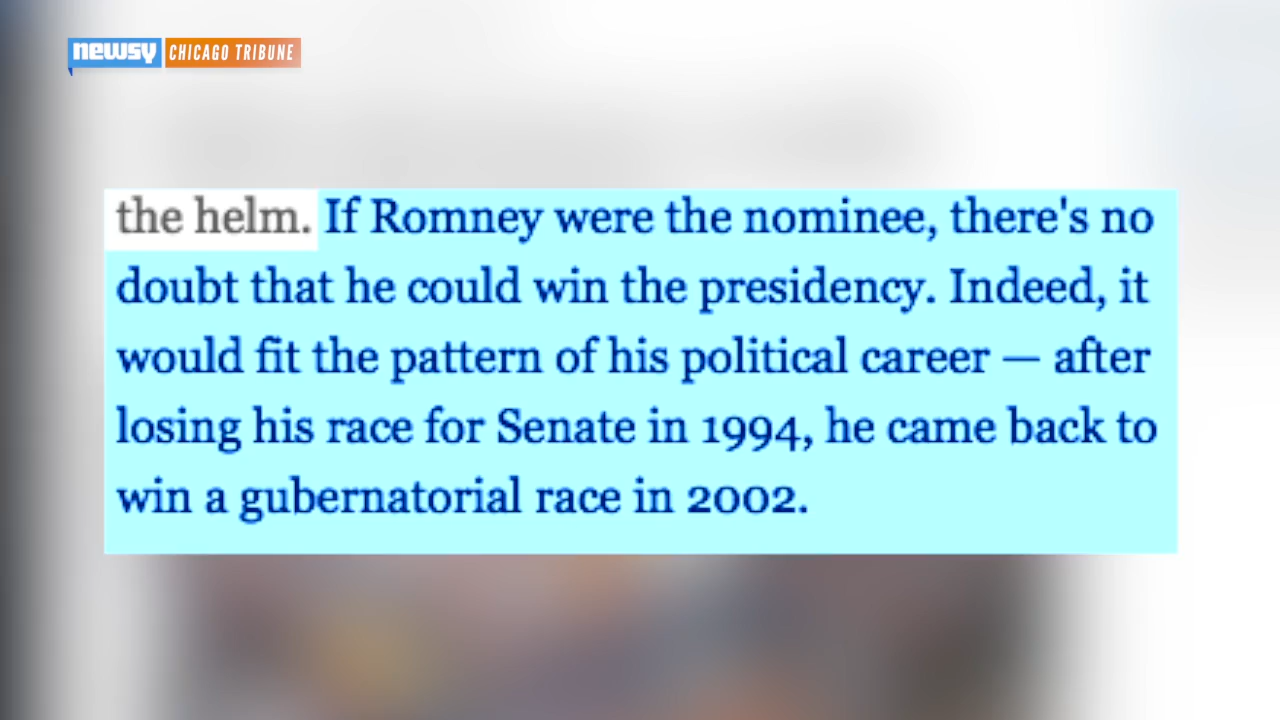 newsy CHICAGO TRIBUNE
the helm. If Romney were the nominee, there's no
doubt that he could win the presidency. Indeed, it
would fit the pattern of his political career — after
losing his race for Senate in 1994, he came back to
win a gubernatorial race in 2002.